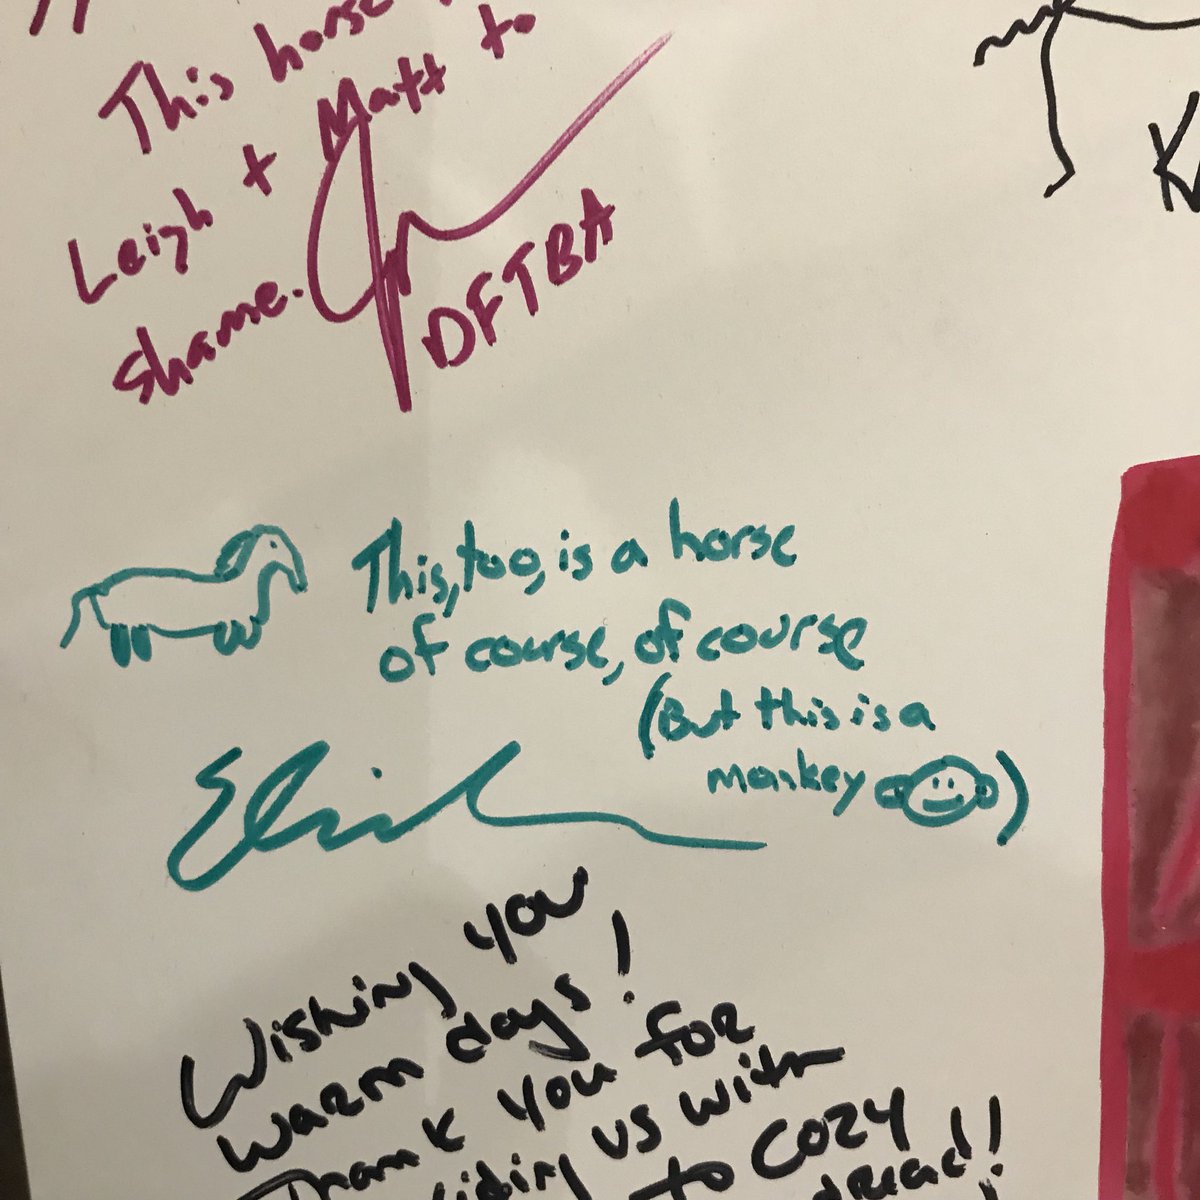 This horse
Leigh + Matt to
shame.
DFTBA
This, too, is a horse
of course, of course
(But this is a
monkey )
Wishing you
warm days!
Thank you for
us with
to cozy